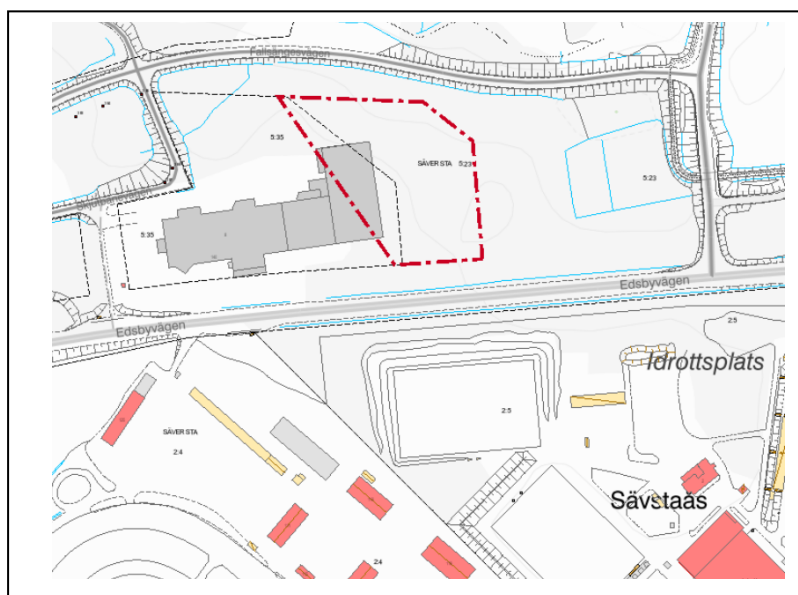 Fallsängesvägen
5:35
SÄVER STA
5:23
5:23
5:35
Edsbyvägen
Edsbyvägen
2:5
Idrottsplats
2:5
SÄVER STA
2:4
Sävstaås
2:4